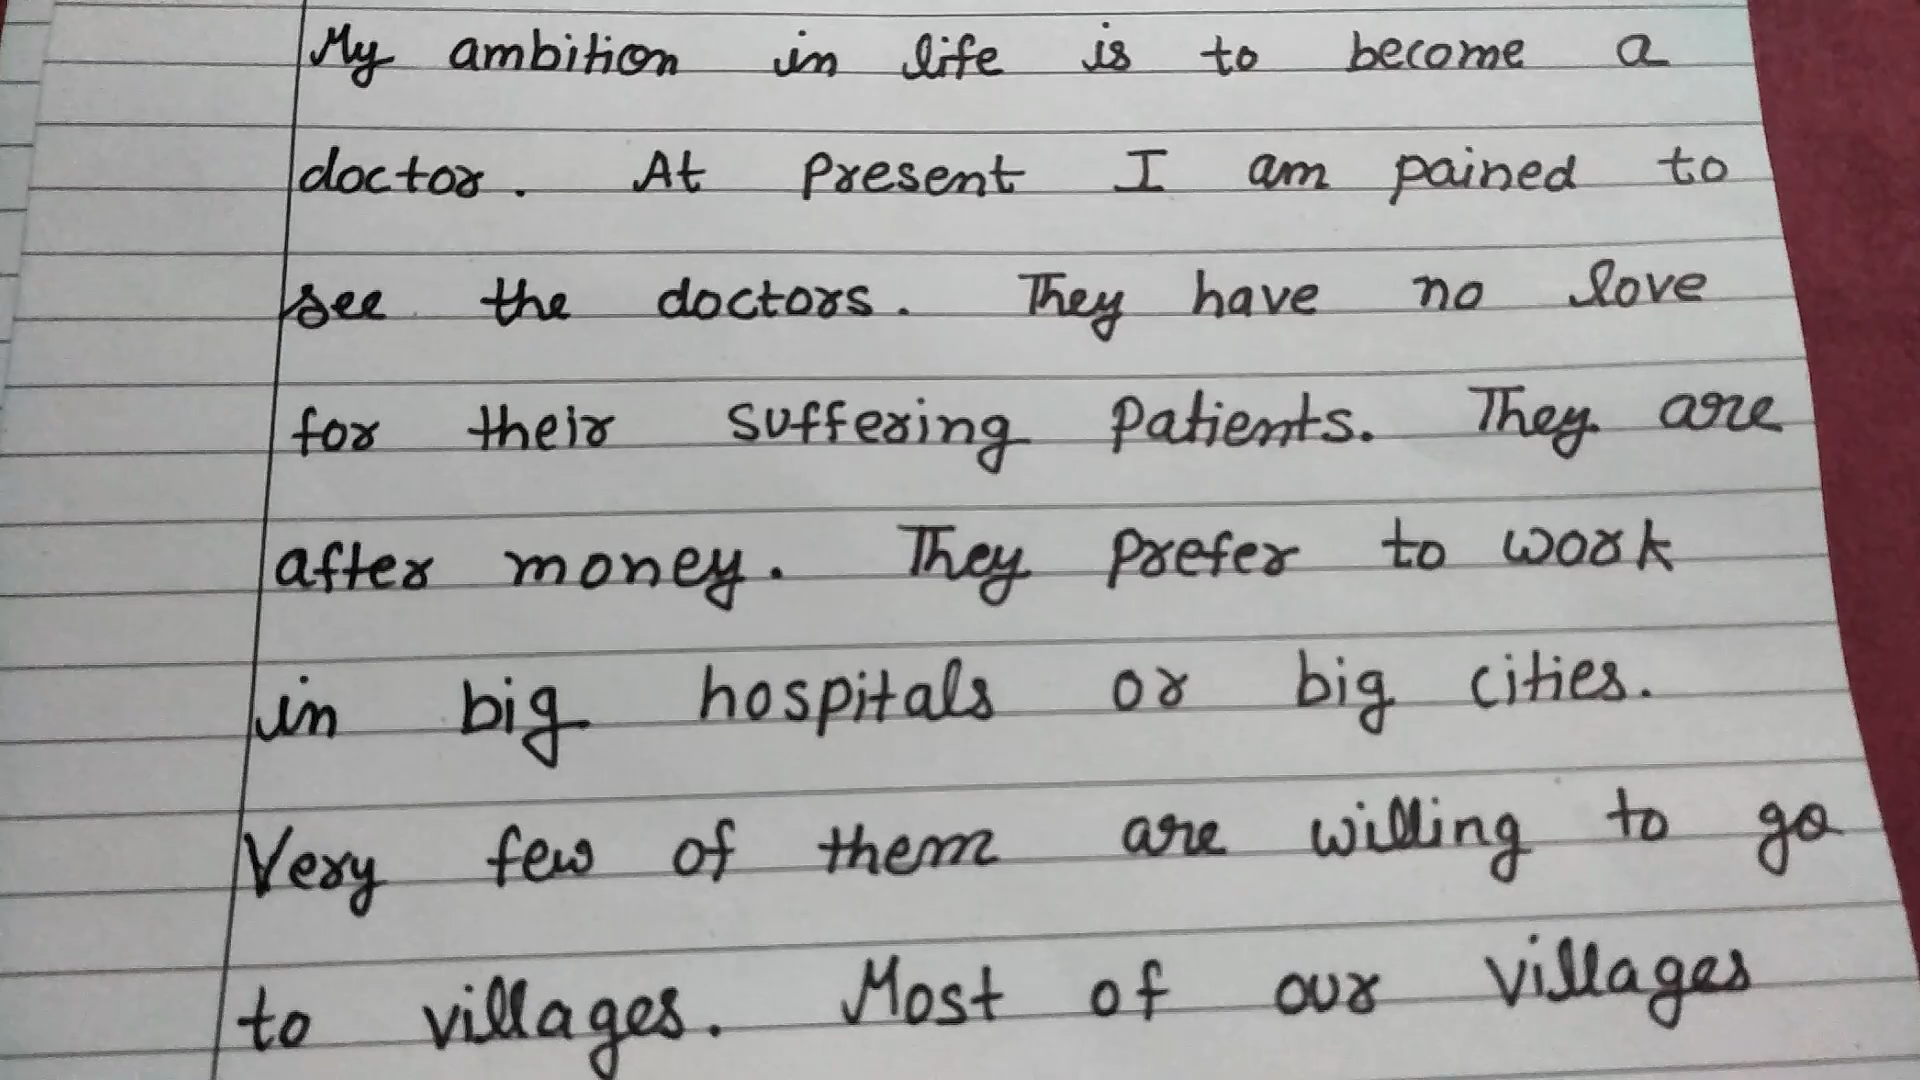 My ambition in life is to become a
doctor. At present I am pained to
see the doctors. They have no love
for their suffering patients. They are
after money. They prefer to work
in big hospitals or big cities.
Very few of them are willing to go
to villages. Most of our villages